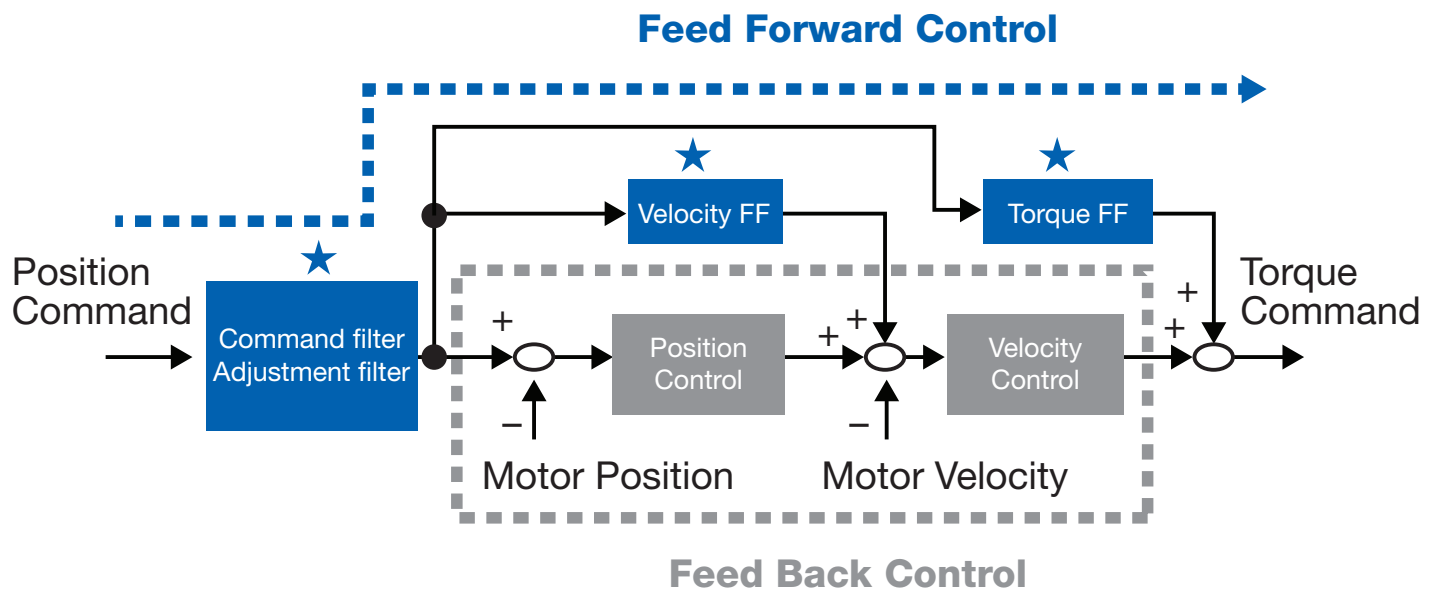 Feed Forward Control
Velocity FF
Torque FF
Position
Command
Torque
Command
Command filter
Adjustment filter
+
Position
Control
+
+
Velocity
Control
+
+
−
−
Motor Position
Motor Velocity
Feed Back Control